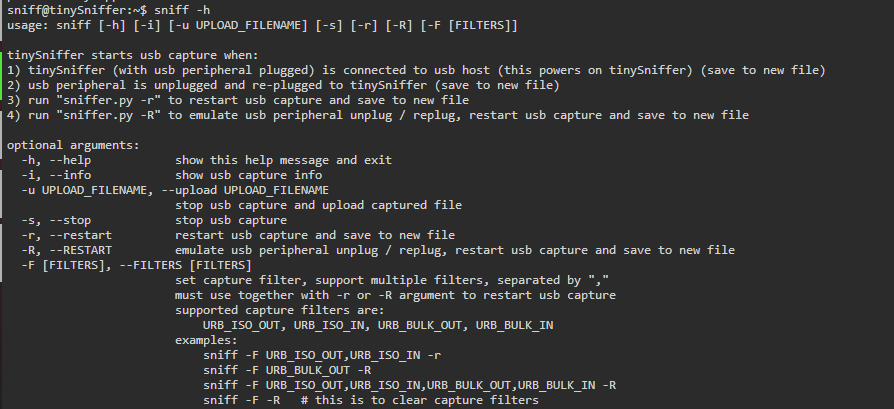 sniff@tinySniffer:~$ sniff -h
usage: sniff [-h] [-i] [-u UPLOAD_FILENAME] [-s] [-r] [-R] [-F [FILTERS]]

tinySniffer starts usb capture when:
1) tinySniffer (with usb peripheral plugged) is connected to usb host (this powers on tinySniffer) (save to new file)
2) usb peripheral is unplugged and re-plugged to tinySniffer (save to new file)
3) run "sniffer.py -r" to restart usb capture and save to new file
4) run "sniffer.py -R" to emulate usb peripheral unplug / replug, restart usb capture and save to new file

optional arguments:
  -h, --help            show this help message and exit
  -i, --info            show usb capture info
  -u UPLOAD_FILENAME, --upload UPLOAD_FILENAME
                        stop usb capture and upload captured file
  -s, --stop            stop usb capture
  -r, --restart         restart usb capture and save to new file
  -R, --RESTART         emulate usb peripheral unplug / replug, restart usb capture and save to new file
  -F [FILTERS], --FILTERS [FILTERS]
                        set capture filter, support multiple filters, separated by ","
                        must use together with -r or -R argument to restart usb capture
                        supported capture filters are:
                            URB_ISO_OUT, URB_ISO_IN, URB_BULK_OUT, URB_BULK_IN
                        examples:
                            sniff -F URB_ISO_OUT,URB_ISO_IN -r
                            sniff -F URB_BULK_OUT -R
                            sniff -F URB_ISO_OUT,URB_ISO_IN,URB_BULK_OUT,URB_BULK_IN -R
                            sniff -F -R   # this is to clear capture filters